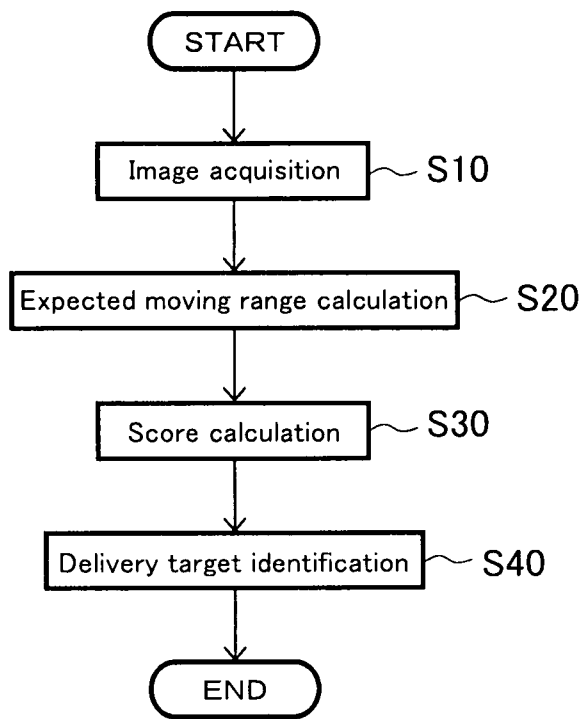 START
Image acquisition S10
Expected moving range calculation S20
Score calculation S30
Delivery target identification S40
END